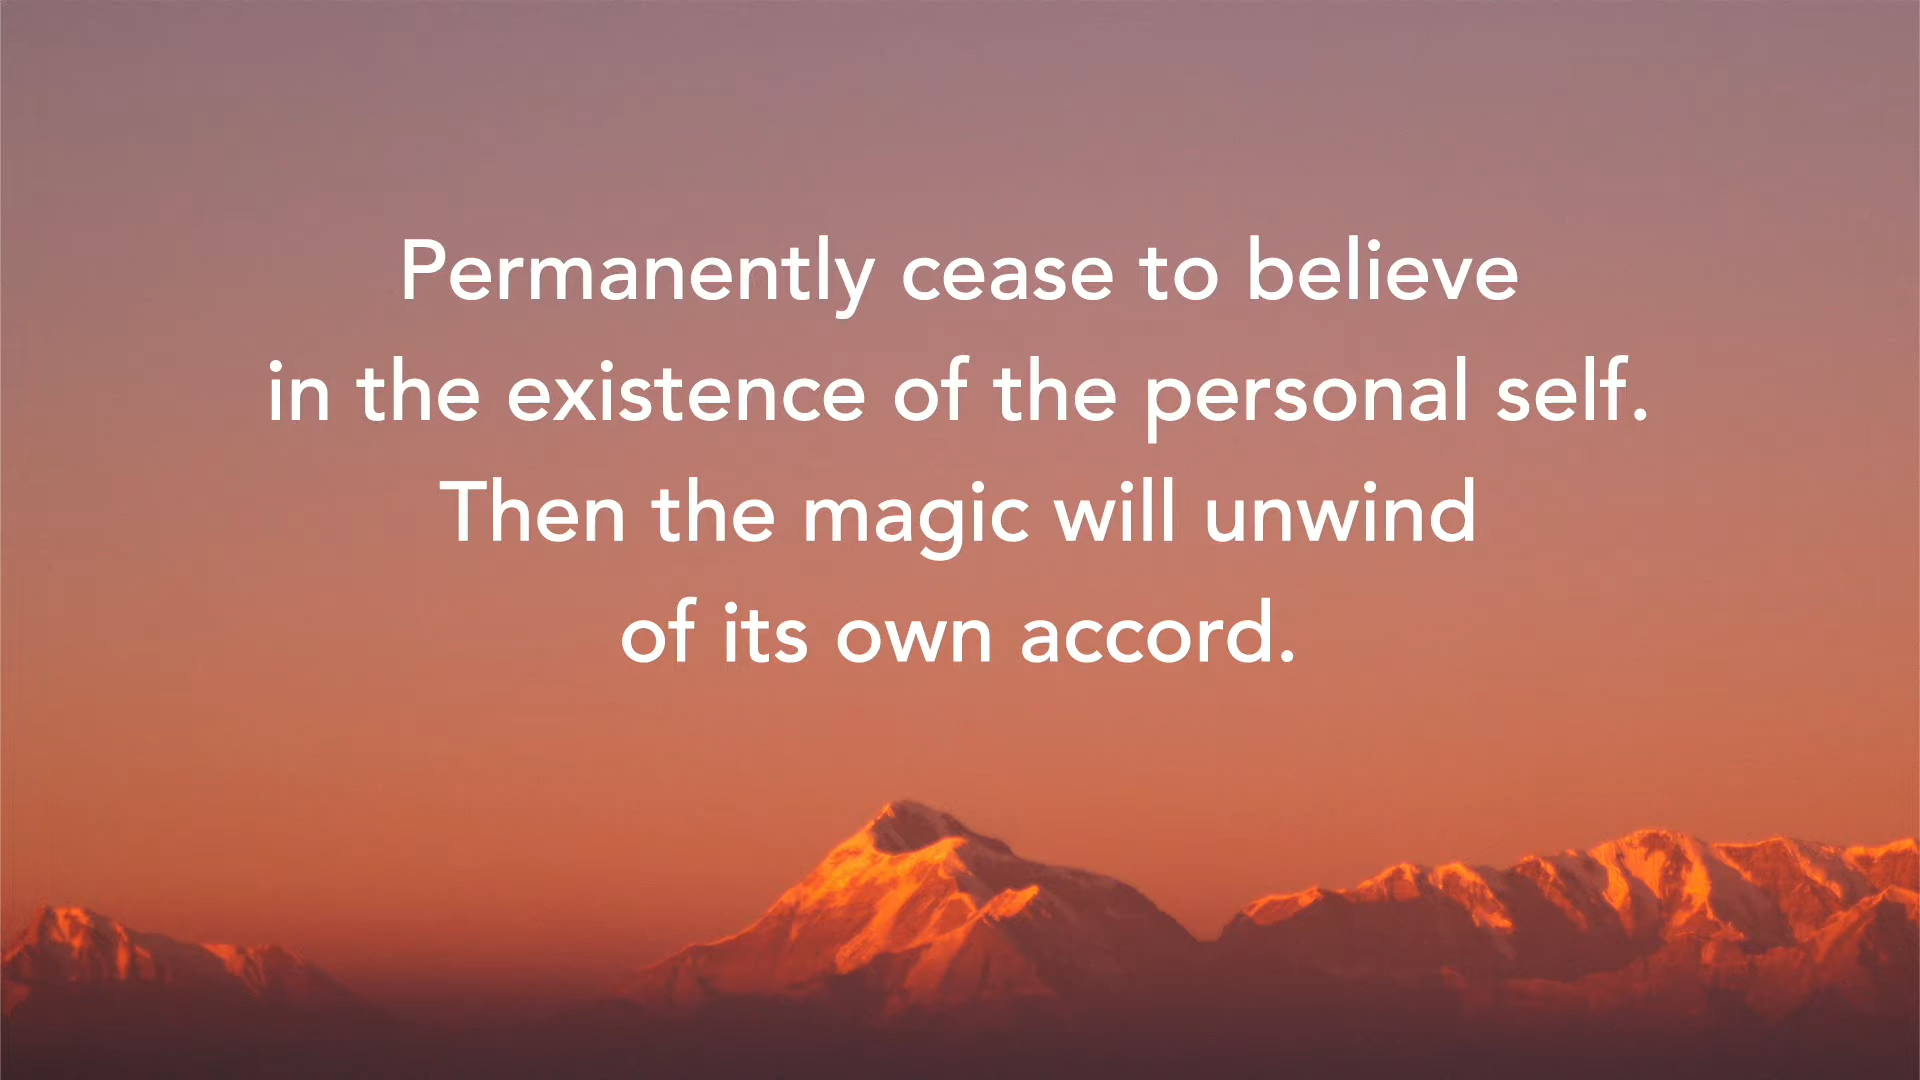 Permanently cease to believe
in the existence of the personal self.
Then the magic will unwind
of its own accord.